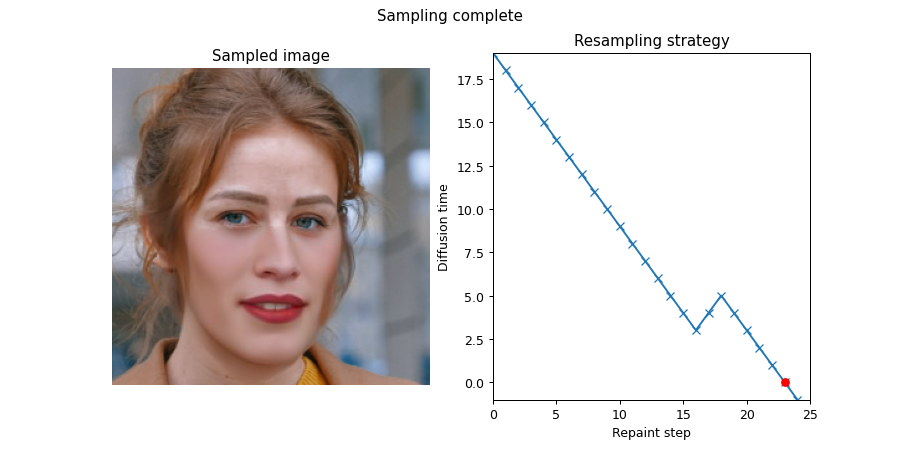 Sampling complete
Sampled image
Resampling strategy
17.5
15.0
12.5
10.0
7.5
5.0
2.5
0.0
Diffusion time
0
5
10
15
20
25
Repaint step